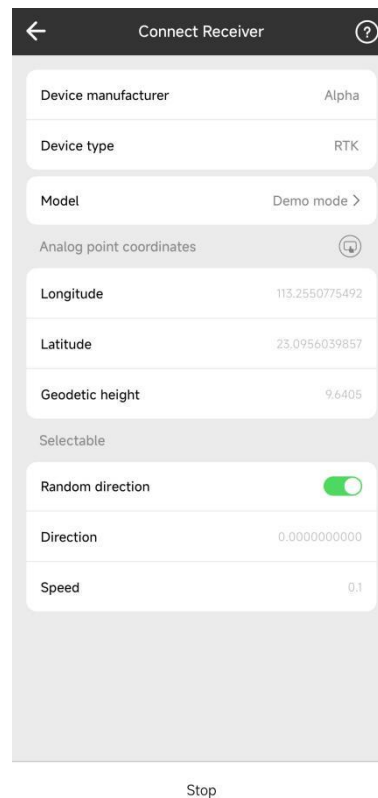 Connect Receiver ?
Device manufacturer Alpha
Device type RTK
Model Demo mode >
Analog point coordinates
Longitude 113.2550775492
Latitude 23.0956039857
Geodetic height 9.6405
Selectable
Random direction
Direction 0.0000000000
Speed 0.1
Stop